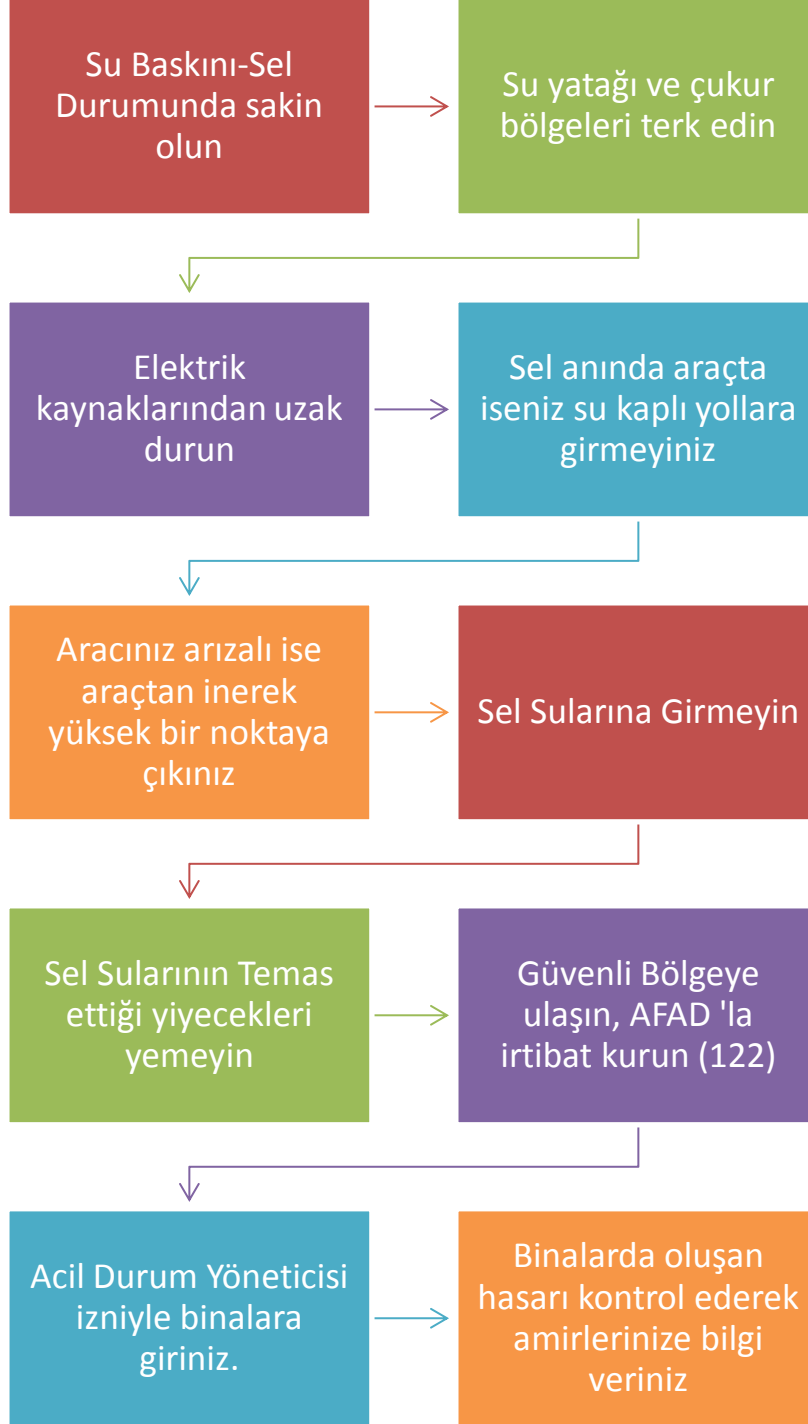 Su Baskını-Sel
Durumunda sakin
olun
Su yatağı ve çukur
bölgeleri terk edin
Elektrik
kaynaklarından uzak
durun
Sel anında araçta
iseniz su kaplı yollara
girmeyiniz
Aracınız arızalı ise
araçtan inerek
yüksek bir noktaya
çıkınız
Sel Sularına Girmeyin
Sel Sularının Temas
ettiği yiyecekleri
yemeyin
Güvenli Bölgeye
ulaşın, AFAD 'la
irtibat kurun (122)
Acil Durum Yöneticisi
izniyle binalara
giriniz.
Binalarda oluşan
hasarı kontrol ederek
amirlerinize bilgi
veriniz